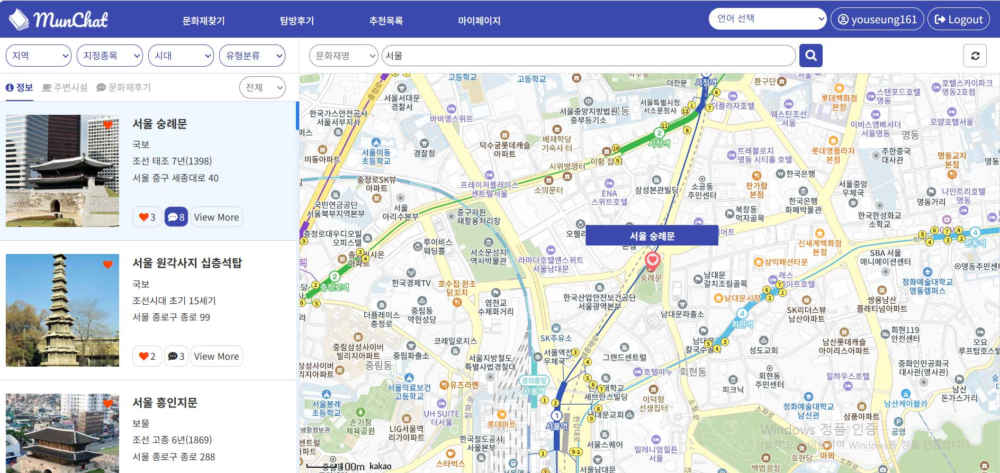 MunChat
문화재찾기
탐방후기
추천목록
마이페이지
언어 선택
youseung161
Logout
지역
지정종목
시대
유형분류
문화재명
서울
정보
주변시설
문화재후기
전체
서울 숭례문
국보
조선 태조 7년(1398)
서울 중구 세종대로 40
3
8
View More
서울 원각사지 십층석탑
국보
조선시대 초기 15세기
서울 종로구 종로 99
2
3
View More
서울 흥인지문
보물
조선 고종 6년(1869)
서울 종로구 종로 288
고등학교
고등학교
대한문
시청역
환구단
호텔스카이파크
명동2호점
서울서대문
경찰서
롯데백화점
본점
스탠포드호텔
명동
한국가스안전공사
서울서부지사
바비엥스위트
서울중앙지방법원
중부등기소
서울특별시청
서소문청사
더플라자호텔
웨스틴조선
서울
이비스앰배서더
서울명동
명동
로얄호텔서울
미동아파트
서울미동
초등학교
경찰청
덕수궁롯데캐슬
아파트
배재학당
기숙사 터
시청역
트레블로지
명동 시티홀 호텔
롯데영플라자
본점
주한중국
대사관
명동교자
본점
시위병영터
이황 집터
충정로SK뷰
아파트
프레이저플레이스
센트럴서울
소의문터
ENA
스위트호텔
삼성본관빌딩
소공동
주민센터
한가람
본점
한국은행
한국은행
화폐박물관
서울중앙
우체국
명동거리
나인트리호텔
명동
국민연금공단
서울북부지역본부
서울
아리수본부
중구자원
재활용처리장
북창동
먹자골목
한국한성화교
소학교
충정로대우디오빌
오피스텔
루이비스
웨딩홀
서소문성지
역사박물관
서울 숭례문
신세계백화점
본점
명동역
라마다호텔앤스위트
서울남대문
숭례문
삼익패션타운
SBA 서울
애니메이션센터
명동주민센터
충정로역
한국경제TV
호수집 원조
닭꼬치
남대문
갈치조림골목
정화예술대학교
명동캠퍼스
염천교
수제화거리
한국산업안전보건공단
서울광역본부
남대문시장
더플레이스
충정로
중림동
약현성당
남대문파출소
회현역
SK리더스뷰
남산아파트
쌍용남산
플래티넘아파트
SK주유소
코레일로지스
중림삼성사이버
빌리지아파트
중림동
중림파출소
서울지방철도
특별사법경찰대
서울역전
우체국
세종대로
그랜드센트럴
성도교회
남산롯데캐슬
아이리스아파트
회현119
안전센터
오요
루프탑호스텔
호텔마누
회현동
회현동
주민센터
중화인민공화국
대사관(영사관)
서울의료보건
고등학교
유즈라멘
경의중앙
서울역
세브란스빌딩
피크닉
힐하우스호텔
남산
돈가스거리
서울봉래
초등학교
UH SUITE
더서울
청파로
이덕형
선생집터
남대문교회
정화예술대학교
남산관
남산케이블카
손기정
체육공원
LIG서울역
리가아파트
롯데마트
서울역
한강대로
소월로
소파로
소파로
삼풍아파트
공영
한국철도공사
서울본부
서울스퀘어
밀레니엄힐튼
서울
스타벅스
서울남대문
호현당
마뫼
백범광장
Windows 정품 인증
[설정]으로 이동하여 Windows를 정품 인증합니다.
100m
kakao